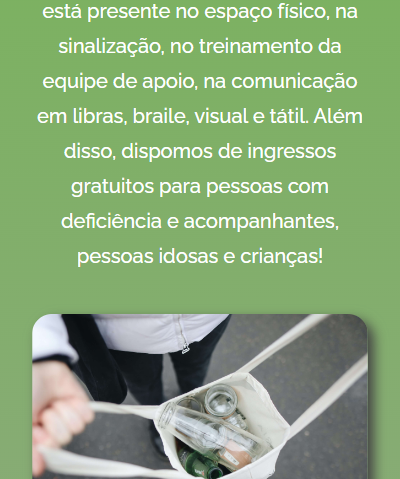 está presente no espaço físico, na
sinalização, no treinamento da
equipe de apoio, na comunicação
em libras, braile, visual e tátil. Além
disso, dispomos de ingressos
gratuitos para pessoas com
deficiência e acompanhantes,
pessoas idosas e crianças!